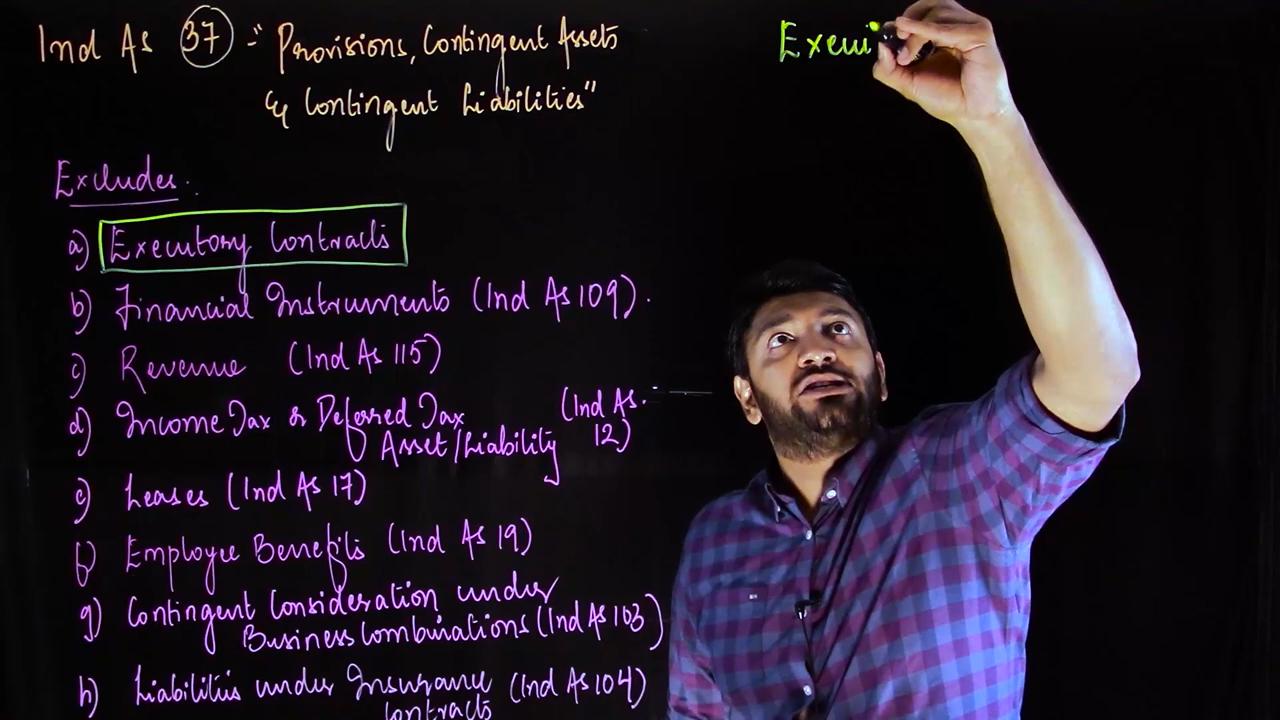 Ind As 37 :- "Provisions, Contingent Assets
& Contingent Liabilities"
Excludes.
a) Executory Contracts
b) Financial Instruments (Ind As 109).
c) Revenue (Ind As 115)
d) Income Tax & Deferred Tax (Ind As.
Asset/Liability 12)
e) Leases (Ind As 17)
f) Employee Benefits (Ind As 19)
g) Contingent Consideration under
Business Combinations (Ind As 103)
h) Liabilities under Insurance (Ind As 104)
Contracts
Execu